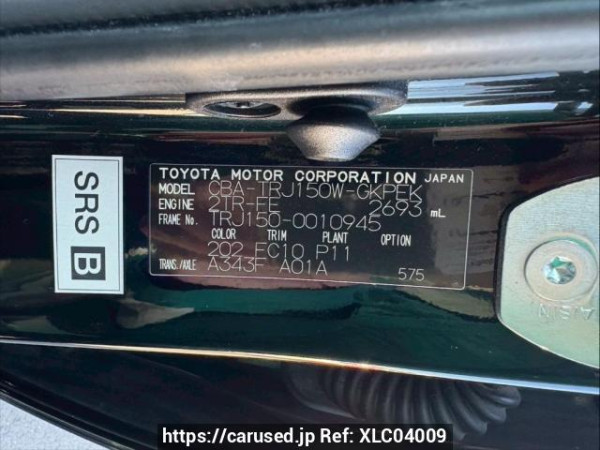 TOYOTA MOTOR CORPORATION JAPAN
MODEL CBA-TRJ150W-GKPEK
ENGINE 2TR-FE 2693 mL
FRAME No. TRJ150-0010945
COLOR TRIM PLANT OPTION
202 FC10 P11
TRANS./AXLE A343F A01A 575
SRS B
AISIN
https://carused.jp Ref: XLC04009